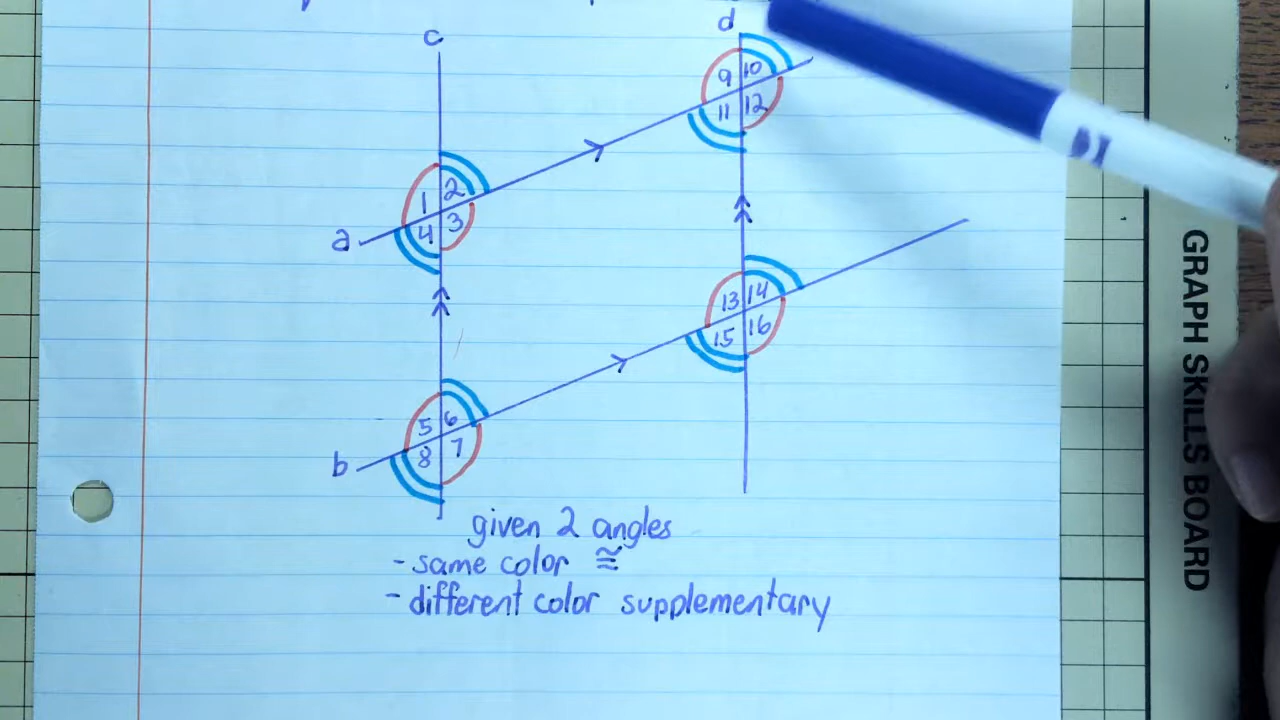 c
d
9 10
11 12
1 2
4 3
a
13 14
15 16
5 6
8 7
b
given 2 angles
- same color ≅
- different color supplementary
GRAPH SKILLS BOARD